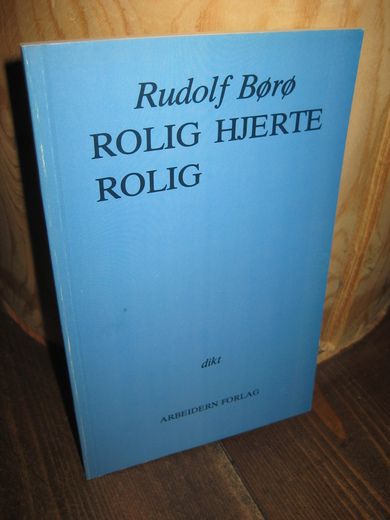 Rudolf Børø
ROLIG HJERTE
ROLIG
dikt
ARBEIDERN FORLAG